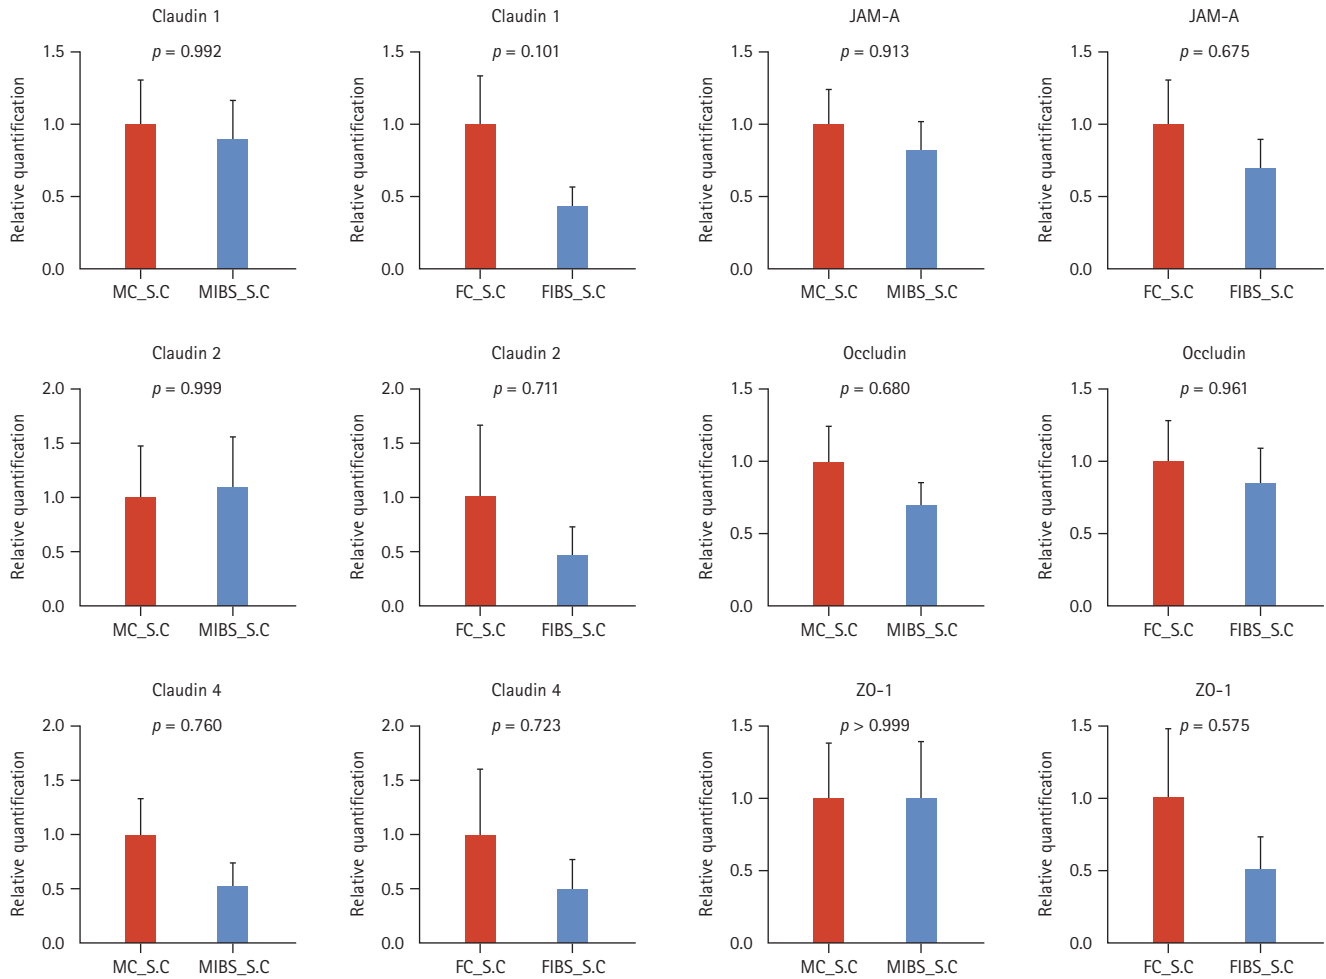 Claudin 1
p = 0.992
Relative quantification
1.5
1.0
0.5
0.0
MC_S.C MIBS_S.C
Claudin 1
p = 0.101
Relative quantification
1.5
1.0
0.5
0.0
FC_S.C FIBS_S.C
JAM-A
p = 0.913
Relative quantification
1.5
1.0
0.5
0.0
MC_S.C MIBS_S.C
JAM-A
p = 0.675
Relative quantification
1.5
1.0
0.5
0.0
FC_S.C FIBS_S.C
Claudin 2
p = 0.999
Relative quantification
2.0
1.5
1.0
0.5
0.0
MC_S.C MIBS_S.C
Claudin 2
p = 0.711
Relative quantification
2.0
1.5
1.0
0.5
0.0
FC_S.C FIBS_S.C
Occludin
p = 0.680
Relative quantification
1.5
1.0
0.5
0.0
MC_S.C MIBS_S.C
Occludin
p = 0.961
Relative quantification
1.5
1.0
0.5
0.0
FC_S.C FIBS_S.C
Claudin 4
p = 0.760
Relative quantification
2.0
1.5
1.0
0.5
0.0
MC_S.C MIBS_S.C
Claudin 4
p = 0.723
Relative quantification
2.0
1.5
1.0
0.5
0.0
FC_S.C FIBS_S.C
ZO-1
p > 0.999
Relative quantification
1.5
1.0
0.5
0.0
MC_S.C MIBS_S.C
ZO-1
p = 0.575
Relative quantification
1.5
1.0
0.5
0.0
FC_S.C FIBS_S.C